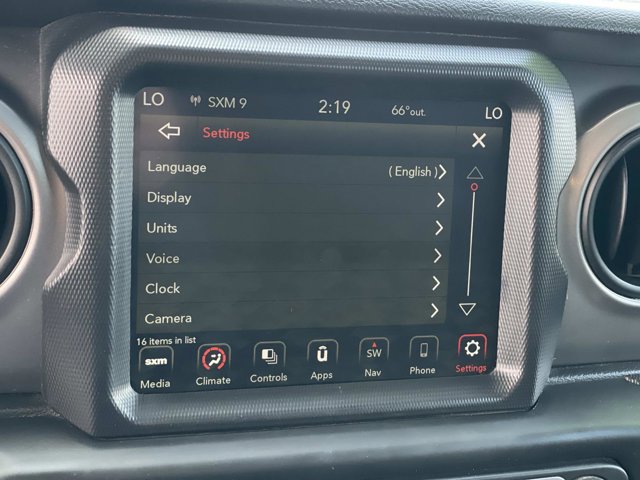 LO SXM 9 2:19 66°out. LO
Settings
Language ( English )
Display
Units
Voice
Clock
Camera
16 items in list
sxm SW
Media Climate Controls Apps Nav Phone Settings